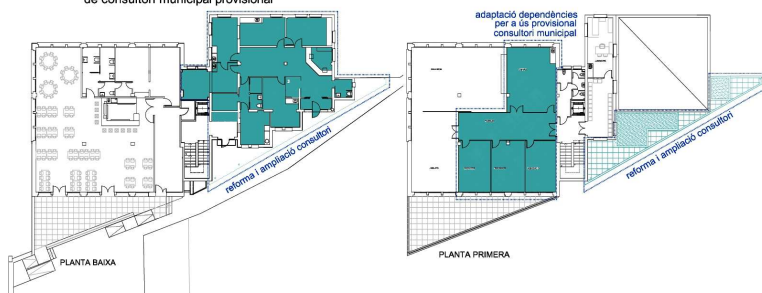 de consultori municipal provisional
adaptació dependències
per a ús provisional
consultori municipal
reforma i ampliació consultori
reforma i ampliació consultori
PLANTA BAIXA
PLANTA PRIMERA